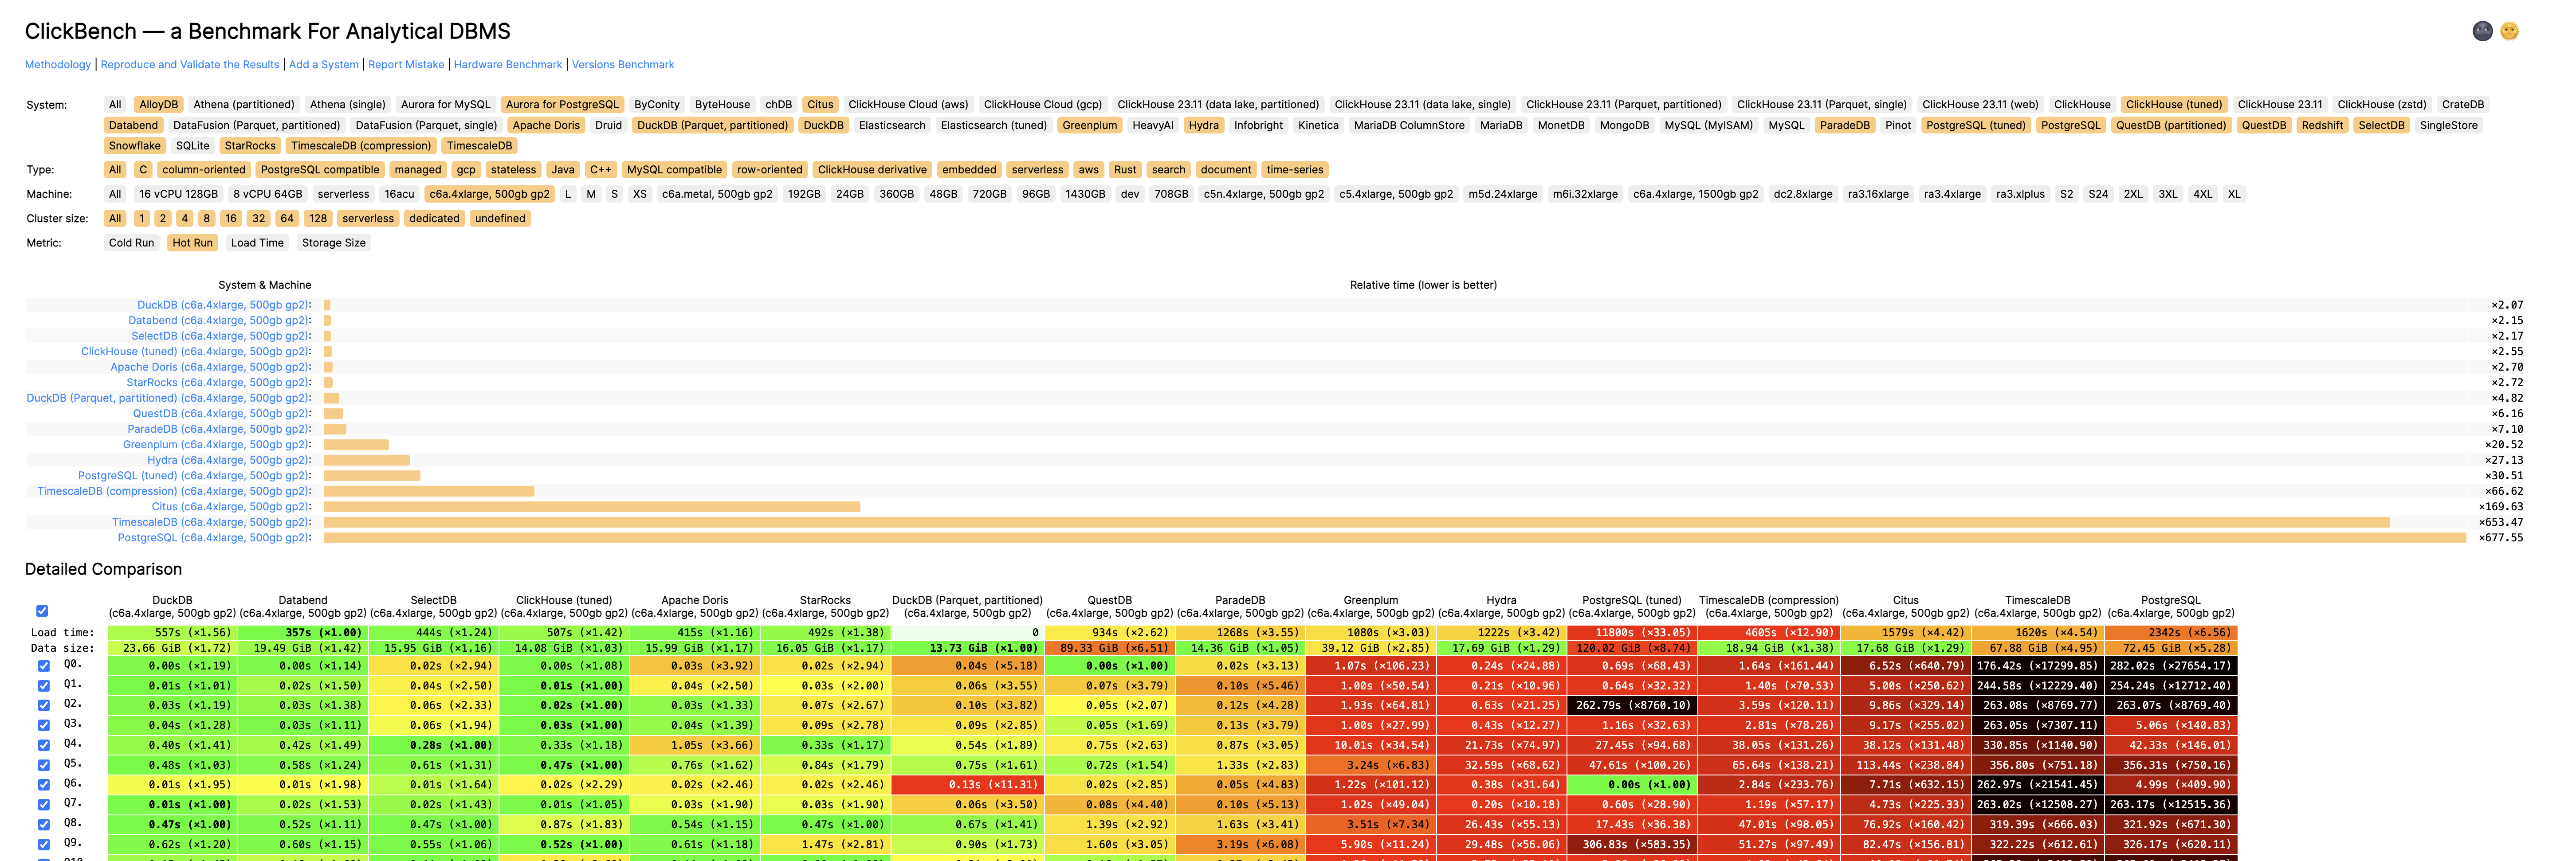 ClickBench — a Benchmark For Analytical DBMS
Methodology | Reproduce and Validate the Results | Add a System | Report Mistake | Hardware Benchmark | Versions Benchmark
System: All AlloyDB Athena (partitioned) Athena (single) Aurora for MySQL Aurora for PostgreSQL ByConity ByteHouse chDB Citus ClickHouse Cloud (aws) ClickHouse Cloud (gcp) ClickHouse 23.11 (data lake, partitioned) ClickHouse 23.11 (data lake, single) ClickHouse 23.11 (Parquet, partitioned) ClickHouse 23.11 (Parquet, single) ClickHouse 23.11 (web) ClickHouse ClickHouse (tuned) ClickHouse 23.11 ClickHouse (zstd) CrateDB
Databend DataFusion (Parquet, partitioned) DataFusion (Parquet, single) Apache Doris Druid DuckDB (Parquet, partitioned) DuckDB Elasticsearch Elasticsearch (tuned) Greenplum HeavyAI Hydra Infobright Kinetica MariaDB ColumnStore MariaDB MonetDB MongoDB MySQL (MyISAM) MySQL ParadeDB Pinot PostgreSQL (tuned) PostgreSQL QuestDB (partitioned) QuestDB Redshift SelectDB SingleStore
Snowflake SQLite StarRocks TimescaleDB (compression) TimescaleDB
Type: All C column-oriented PostgreSQL compatible managed gcp stateless Java C++ MySQL compatible row-oriented ClickHouse derivative embedded serverless aws Rust search document time-series
Machine: All 16 vCPU 128GB 8 vCPU 64GB serverless 16acu c6a.4xlarge, 500gb gp2 L M S XS c6a.metal, 500gb gp2 192GB 24GB 360GB 48GB 720GB 96GB 1430GB dev 708GB c5n.4xlarge, 500gb gp2 c5.4xlarge, 500gb gp2 m5d.24xlarge m6i.32xlarge c6a.4xlarge, 1500gb gp2 dc2.8xlarge ra3.16xlarge ra3.4xlarge ra3.xlplus S2 S24 2XL 3XL 4XL XL
Cluster size: All 1 2 4 8 16 32 64 128 serverless dedicated undefined
Metric: Cold Run Hot Run Load Time Storage Size
System & Machine Relative time (lower is better)
DuckDB (c6a.4xlarge, 500gb gp2): ×2.07
Databend (c6a.4xlarge, 500gb gp2): ×2.15
SelectDB (c6a.4xlarge, 500gb gp2): ×2.17
ClickHouse (tuned) (c6a.4xlarge, 500gb gp2): ×2.55
Apache Doris (c6a.4xlarge, 500gb gp2): ×2.70
StarRocks (c6a.4xlarge, 500gb gp2): ×2.72
DuckDB (Parquet, partitioned) (c6a.4xlarge, 500gb gp2): ×4.82
QuestDB (c6a.4xlarge, 500gb gp2): ×6.16
ParadeDB (c6a.4xlarge, 500gb gp2): ×7.10
Greenplum (c6a.4xlarge, 500gb gp2): ×20.52
Hydra (c6a.4xlarge, 500gb gp2): ×27.13
PostgreSQL (tuned) (c6a.4xlarge, 500gb gp2): ×30.51
TimescaleDB (compression) (c6a.4xlarge, 500gb gp2): ×66.62
Citus (c6a.4xlarge, 500gb gp2): ×169.63
TimescaleDB (c6a.4xlarge, 500gb gp2): ×653.47
PostgreSQL (c6a.4xlarge, 500gb gp2): ×677.55
Detailed Comparison
DuckDB Databend SelectDB ClickHouse (tuned) Apache Doris StarRocks DuckDB (Parquet, partitioned) QuestDB ParadeDB Greenplum Hydra PostgreSQL (tuned) TimescaleDB (compression) Citus TimescaleDB PostgreSQL
(c6a.4xlarge, 500gb gp2) (c6a.4xlarge, 500gb gp2) (c6a.4xlarge, 500gb gp2) (c6a.4xlarge, 500gb gp2) (c6a.4xlarge, 500gb gp2) (c6a.4xlarge, 500gb gp2) (c6a.4xlarge, 500gb gp2) (c6a.4xlarge, 500gb gp2) (c6a.4xlarge, 500gb gp2) (c6a.4xlarge, 500gb gp2) (c6a.4xlarge, 500gb gp2) (c6a.4xlarge, 500gb gp2) (c6a.4xlarge, 500gb gp2) (c6a.4xlarge, 500gb gp2) (c6a.4xlarge, 500gb gp2) (c6a.4xlarge, 500gb gp2)
Load time: 557s (×1.56) 357s (×1.00) 444s (×1.24) 507s (×1.42) 415s (×1.16) 492s (×1.38) 0 934s (×2.62) 1268s (×3.55) 1080s (×3.03) 1222s (×3.42) 11800s (×33.05) 4605s (×12.90) 1579s (×4.42) 1620s (×4.54) 2342s (×6.56)
Data size: 23.66 GiB (×1.72) 19.49 GiB (×1.42) 15.95 GiB (×1.16) 14.08 GiB (×1.03) 15.99 GiB (×1.17) 16.05 GiB (×1.17) 13.73 GiB (×1.00) 89.33 GiB (×6.51) 14.36 GiB (×1.05) 39.12 GiB (×2.85) 17.69 GiB (×1.29) 120.02 GiB (×8.74) 18.94 GiB (×1.38) 17.68 GiB (×1.29) 67.88 GiB (×4.95) 72.45 GiB (×5.28)
Q0. 0.00s (×1.19) 0.00s (×1.14) 0.02s (×2.94) 0.00s (×1.08) 0.03s (×3.92) 0.02s (×2.94) 0.04s (×5.18) 0.00s (×1.00) 0.02s (×3.13) 1.07s (×106.23) 0.24s (×24.88) 0.69s (×68.43) 1.64s (×161.44) 6.52s (×640.79) 176.42s (×17299.85) 282.02s (×27654.17)
Q1. 0.01s (×1.01) 0.02s (×1.50) 0.04s (×2.50) 0.01s (×1.00) 0.04s (×2.50) 0.03s (×2.00) 0.06s (×3.55) 0.07s (×3.79) 0.10s (×5.46) 1.00s (×50.54) 0.21s (×10.96) 0.64s (×32.32) 1.40s (×70.53) 5.00s (×250.62) 244.58s (×12229.40) 254.24s (×12712.40)
Q2. 0.03s (×1.19) 0.03s (×1.38) 0.06s (×2.33) 0.02s (×1.00) 0.03s (×1.33) 0.07s (×2.67) 0.10s (×3.82) 0.05s (×2.07) 0.12s (×4.28) 1.93s (×64.81) 0.63s (×21.25) 262.79s (×8760.10) 3.59s (×120.11) 9.86s (×329.14) 263.08s (×8769.77) 263.07s (×8769.40)
Q3. 0.04s (×1.28) 0.03s (×1.11) 0.06s (×1.94) 0.03s (×1.00) 0.04s (×1.39) 0.09s (×2.78) 0.09s (×2.85) 0.05s (×1.69) 0.13s (×3.79) 1.00s (×27.99) 0.43s (×12.27) 1.16s (×32.63) 2.81s (×78.26) 9.17s (×255.02) 263.05s (×7307.11) 5.06s (×140.83)
Q4. 0.40s (×1.41) 0.42s (×1.49) 0.28s (×1.00) 0.33s (×1.18) 1.05s (×3.66) 0.33s (×1.17) 0.54s (×1.89) 0.75s (×2.63) 0.87s (×3.05) 10.01s (×34.54) 21.73s (×74.97) 27.45s (×94.68) 38.05s (×131.26) 38.12s (×131.48) 330.85s (×1140.90) 42.33s (×146.01)
Q5. 0.48s (×1.03) 0.58s (×1.24) 0.61s (×1.31) 0.47s (×1.00) 0.76s (×1.62) 0.84s (×1.79) 0.75s (×1.61) 0.72s (×1.54) 1.33s (×2.83) 3.24s (×6.83) 32.59s (×68.62) 47.61s (×100.26) 65.64s (×138.21) 113.44s (×238.84) 356.80s (×751.18) 356.31s (×750.16)
Q6. 0.01s (×1.95) 0.01s (×1.98) 0.01s (×1.64) 0.02s (×2.29) 0.02s (×2.46) 0.02s (×2.46) 0.13s (×11.31) 0.02s (×2.85) 0.05s (×4.83) 1.22s (×101.12) 0.38s (×31.64) 0.00s (×1.00) 2.84s (×233.76) 7.71s (×632.15) 262.97s (×21541.45) 4.99s (×409.90)
Q7. 0.01s (×1.00) 0.02s (×1.53) 0.02s (×1.43) 0.01s (×1.05) 0.03s (×1.90) 0.03s (×1.90) 0.06s (×3.50) 0.08s (×4.40) 0.10s (×5.13) 1.02s (×49.04) 0.20s (×10.18) 0.60s (×28.90) 1.19s (×57.17) 4.73s (×225.33) 263.02s (×12508.27) 263.17s (×12515.36)
Q8. 0.47s (×1.00) 0.52s (×1.11) 0.47s (×1.00) 0.87s (×1.83) 0.54s (×1.15) 0.47s (×1.00) 0.67s (×1.41) 1.39s (×2.92) 1.63s (×3.41) 3.51s (×7.34) 26.43s (×55.13) 17.43s (×36.38) 47.01s (×98.05) 76.92s (×160.42) 319.39s (×666.03) 321.92s (×671.30)
Q9. 0.62s (×1.20) 0.60s (×1.15) 0.55s (×1.06) 0.52s (×1.00) 0.61s (×1.18) 1.47s (×2.81) 0.90s (×1.73) 1.60s (×3.05) 3.19s (×6.08) 5.90s (×11.24) 29.48s (×56.06) 306.83s (×583.35) 51.27s (×97.49) 82.47s (×156.81) 322.22s (×612.61) 326.17s (×620.11)